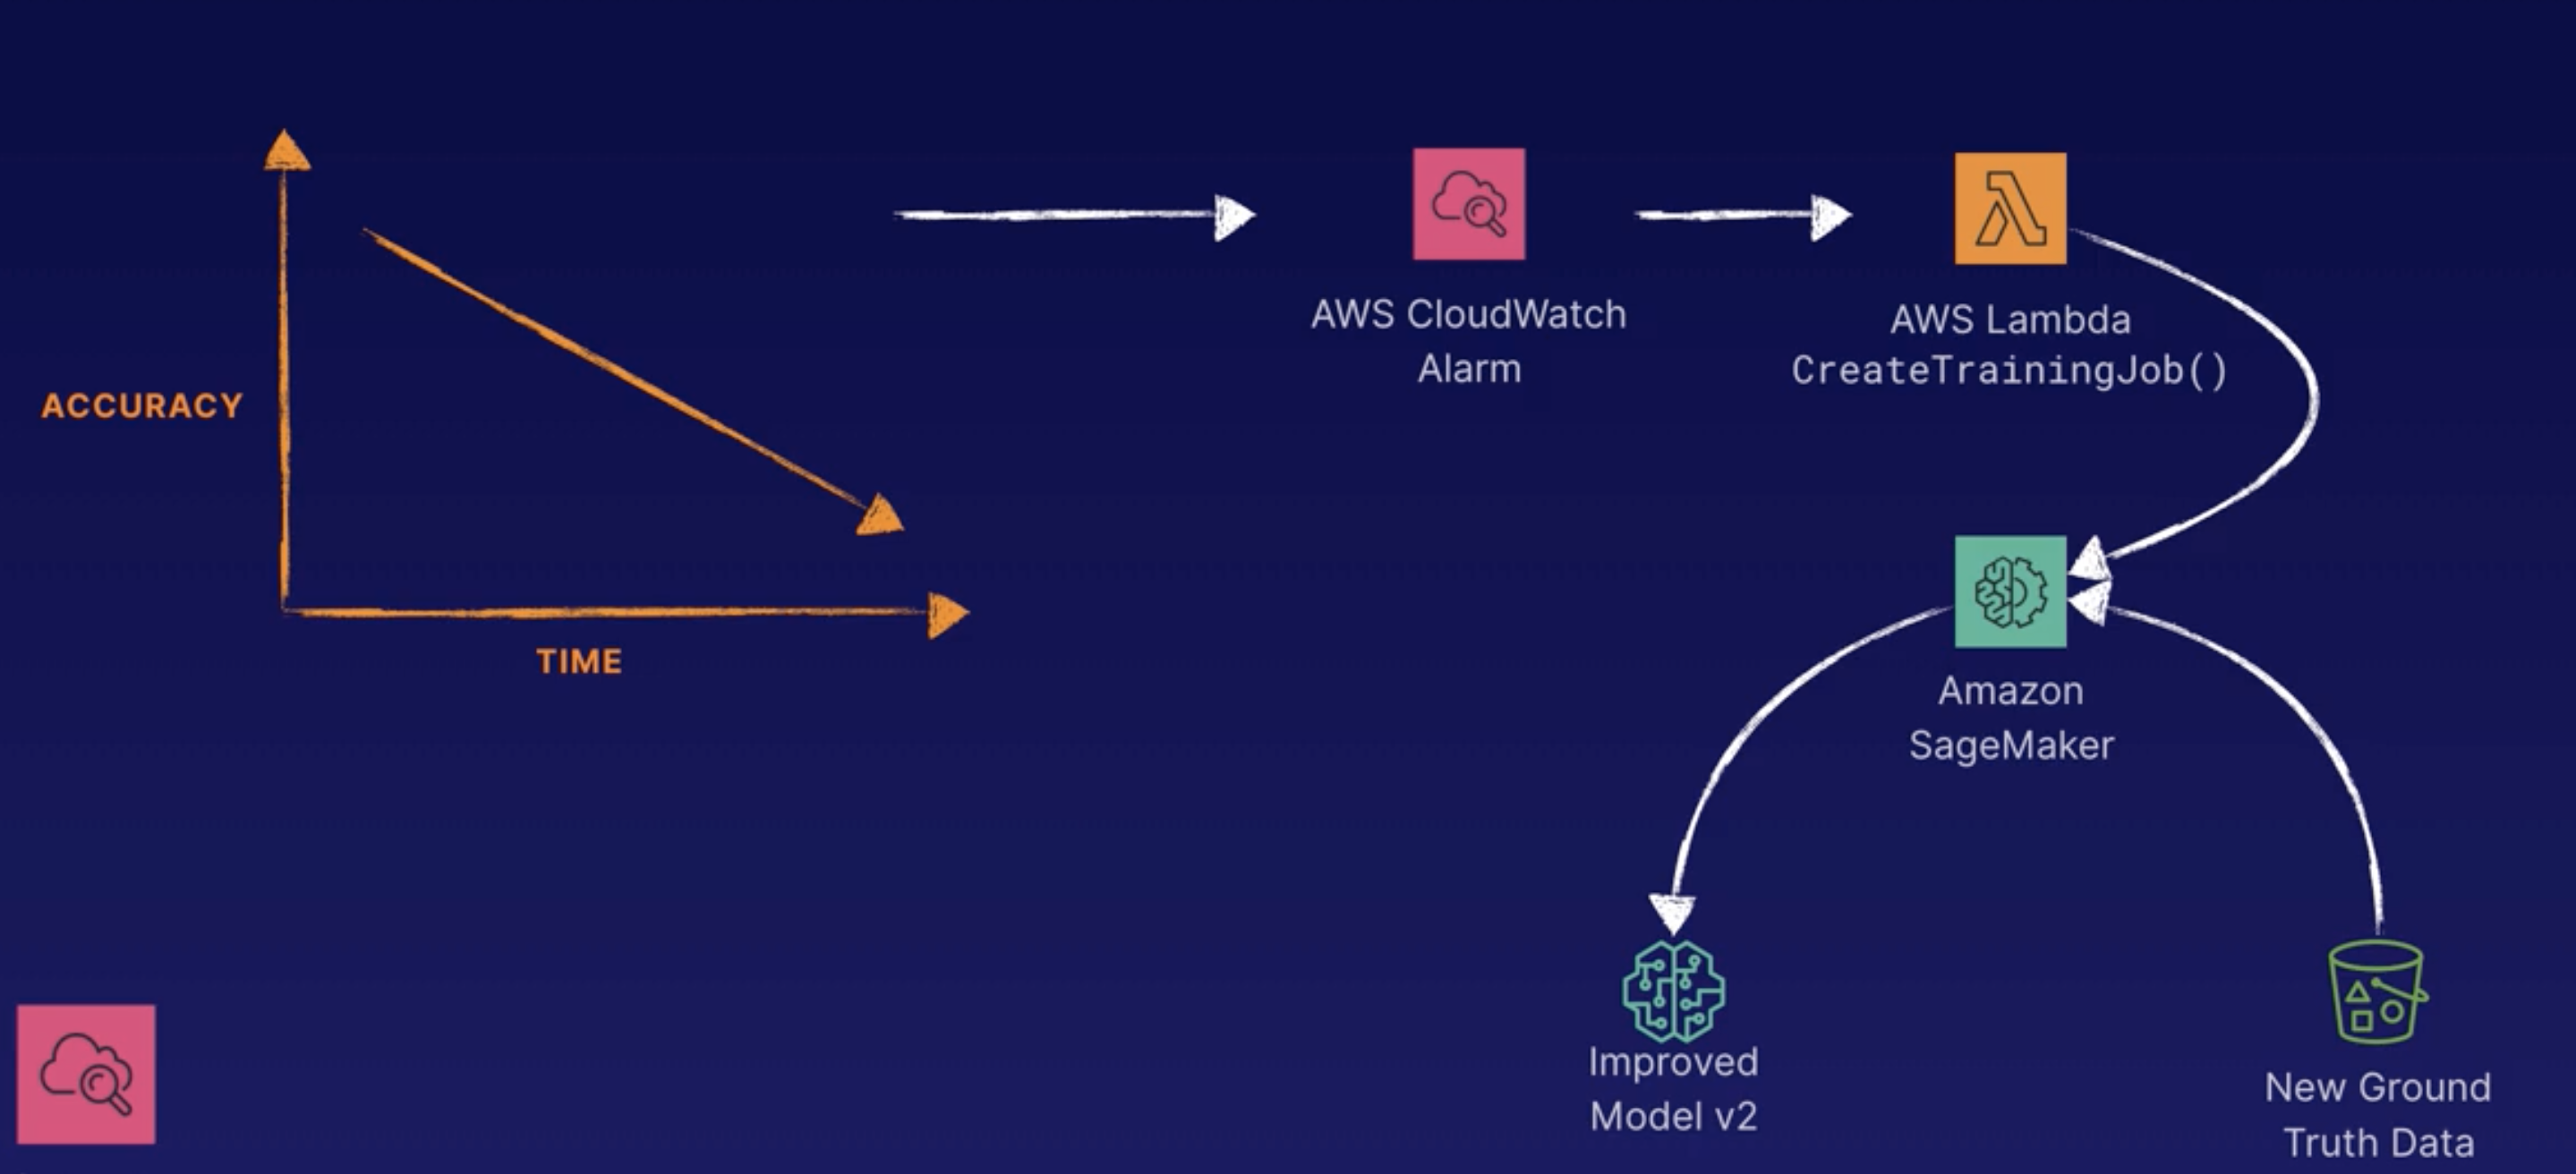 ACCURACY
TIME
AWS CloudWatch
Alarm
AWS Lambda
CreateTrainingJob()
Amazon
SageMaker
Improved
Model v2
New Ground
Truth Data